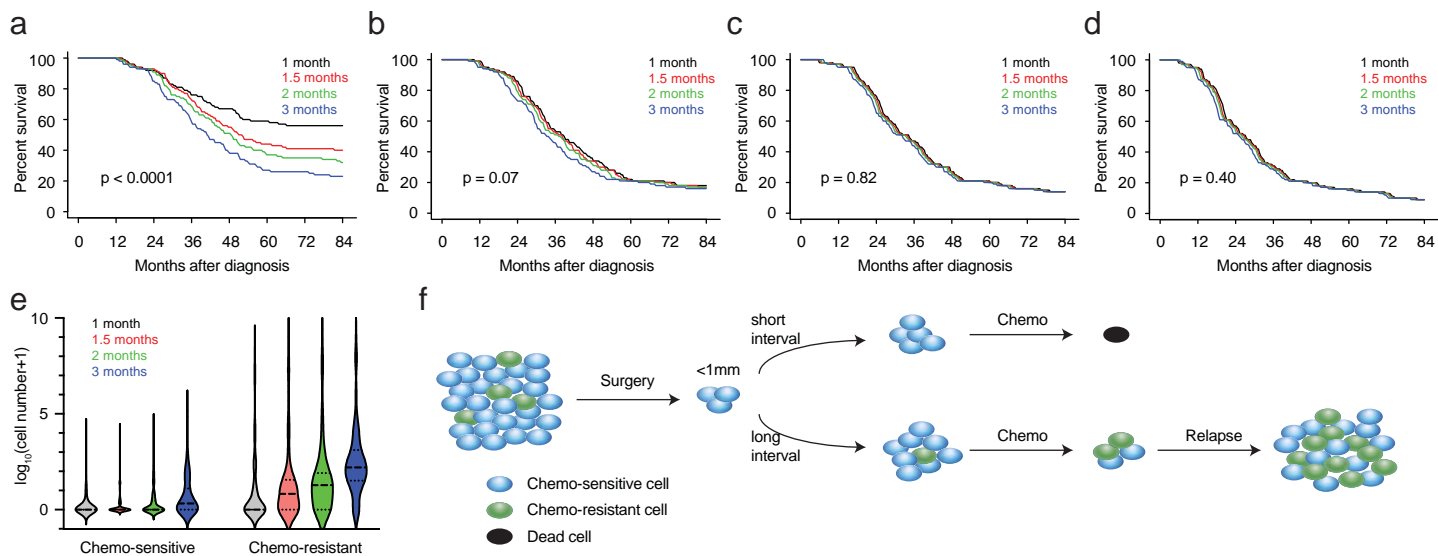 a
100
80
60
40
20
0
Percent survival
1 month
1.5 months
2 months
3 months
p < 0.0001
0 12 24 36 48 60 72 84
Months after diagnosis
b
100
80
60
40
20
0
Percent survival
1 month
1.5 months
2 months
3 months
p = 0.07
0 12 24 36 48 60 72 84
Months after diagnosis
c
100
80
60
40
20
0
Percent survival
1 month
1.5 months
2 months
3 months
p = 0.82
0 12 24 36 48 60 72 84
Months after diagnosis
d
100
80
60
40
20
0
Percent survival
1 month
1.5 months
2 months
3 months
p = 0.40
0 12 24 36 48 60 72 84
Months after diagnosis
e
1 month
1.5 months
2 months
3 months
10
5
0
log10(cell number+1)
Chemo-sensitive
Chemo-resistant
f
Surgery
<1mm
short
interval
Chemo
long
interval
Chemo
Relapse
Chemo-sensitive cell
Chemo-resistant cell
Dead cell